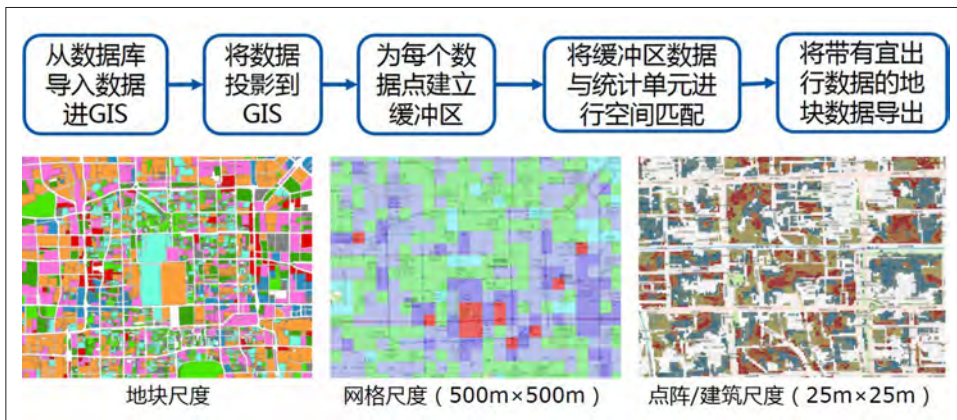 从数据库
导入数据
进GIS
将数据
投影到
GIS
为每个数
据点建立
缓冲区
将缓冲区数据
与统计单元进
行空间匹配
将带有宜出
行数据的地
块数据导出
地块尺度
网格尺度（500m×500m）
点阵/建筑尺度（25m×25m）